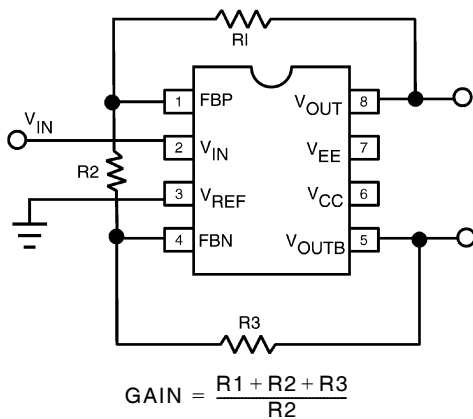 R1
1 FBP V_OUT 8
V_IN
2 V_IN V_EE 7
R2
3 V_REF V_CC 6
4 FBN V_OUTB 5
R3
GAIN = (R1 + R2 + R3) / R2